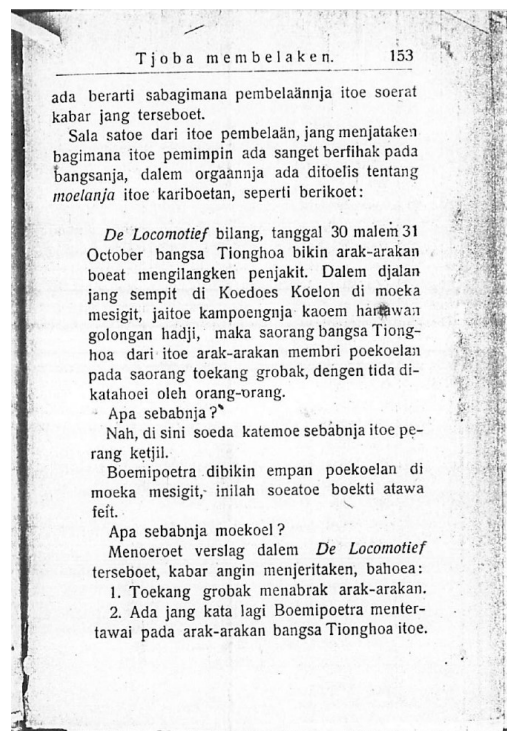 Tjoba membelaken. 153
ada berarti sabagimana pembelaännja itoe soerat
kabar jang terseboet.
Sala satoe dari itoe pembelaän, jang menjataken
bagimana itoe pemimpin ada sanget berfihak pada
bangsanja, dalem orgaannja ada ditoelis tentang
moelanja itoe kariboetan, seperti berikoet:
De Locomotief bilang, tanggal 30 malem 31
October bangsa Tionghoa bikin arak-arakan
boeat mengilangken penjakit. Dalem djalan
jang sempit di Koedoes Koelon di moeka
mesigit, jaitoe kampoengnja kaoem hartawan
golongan hadji, maka saorang bangsa Tiong-
hoa dari itoe arak-arakan membri poekoelan
pada saorang toekang grobak, dengen tida di-
katahoei oleh orang-orang.
Apa sebabnja?
Nah, di sini soeda katemoe sebabnja itoe pe-
rang ketjil.
Boemipoetra dibikin empan poekoelan di
moeka mesigit, inilah soeatoe boekti atawa
feit.
Apa sebabnja moekoel?
Menoeroet verslag dalem De Locomotief
terseboet, kabar angin menjeritaken, bahoea:
1. Toekang grobak menabrak arak-arakan.
2. Ada jang kata lagi Boemipoetra menter-
tawai pada arak-arakan bangsa Tionghoa itoe.